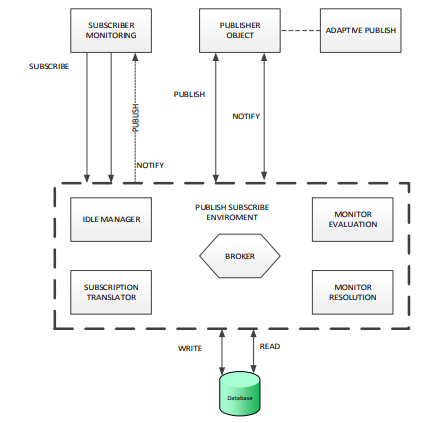 SUBSCRIBER
MONITORING
PUBLISHER
OBJECT
ADAPTIVE PUBLISH
SUBSCRIBE
PUBLISH
PUBLISH
NOTIFY
NOTIFY
IDLE MANAGER
PUBLISH SUBSCRIBE
ENVIROMENT
MONITOR
EVALUATION
BROKER
SUBSCRIPTION
TRANSLATOR
MONITOR
RESOLUTION
WRITE
READ
Database